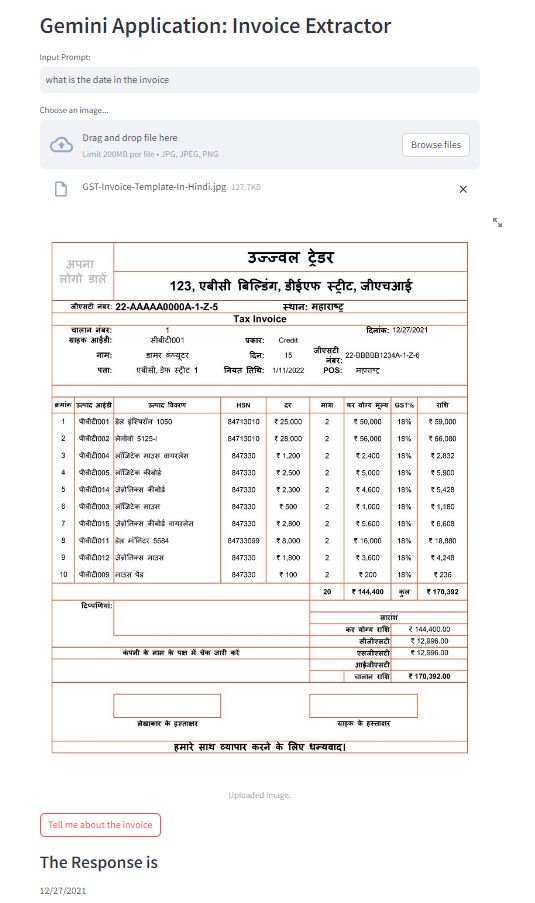 Gemini Application: Invoice Extractor
Input Prompt:
what is the date in the invoice
Choose an image...
Drag and drop file here
Limit 200MB per file • JPG, JPEG, PNG
Browse files
GST-Invoice-Template-In-Hindi.jpg 127.7KB
अपना
लोगो डालें
उज्ज्वल ट्रेडर
123, एबीसी बिल्डिंग, डीईएफ स्ट्रीट, जीएचआई
जीएसटी नंबर: 22-AAAAA0000A-1-Z-5 स्थान: महाराष्ट्र
Tax Invoice
चालान नंबर: 1 दिनांक: 12/27/2021
ग्राहक आईडी: सीबीटी001 प्रकार: Credit
नाम: डामर कंप्यूटर दिन: 15 जीएसटी नंबर: 22-BBBBB1234A-1-Z-6
पता: एबीसी, डेफ स्ट्रीट 1 नियत तिथि: 1/11/2022 POS: महाराष्ट्र
क्रमांक उत्पाद आईडी उत्पाद विवरण HSN दर मात्रा कर योग्य मूल्य GST% राशि
1 पीबीटी001 डेल इंस्पिरॉन 1050 84713010 ₹ 25,000 2 ₹ 50,000 18% ₹ 59,000
2 पीबीटी002 लेनोवो 5125-I 84713010 ₹ 28,000 2 ₹ 56,000 18% ₹ 66,080
3 पीबीटी004 लॉजिटेक माउस वायरलेस 847330 ₹ 1,200 2 ₹ 2,400 18% ₹ 2,832
4 पीबीटी005 लॉजिटेक कीबोर्ड 847330 ₹ 2,500 2 ₹ 5,000 18% ₹ 5,900
5 पीबीटी014 ज़ेब्रोनिक्स कीबोर्ड 847330 ₹ 2,300 2 ₹ 4,600 18% ₹ 5,428
6 पीबीटी003 लॉजिटेक माउस 847330 ₹ 500 2 ₹ 1,000 18% ₹ 1,180
7 पीबीटी015 ज़ेब्रोनिक्स कीबोर्ड वायरलेस 847330 ₹ 2,800 2 ₹ 5,600 18% ₹ 6,608
8 पीबीटी011 डेल मॉनिटर 5684 84733099 ₹ 8,000 2 ₹ 16,000 18% ₹ 18,880
9 पीबीटी012 ज़ेब्रोनिक्स माउस 847330 ₹ 1,800 2 ₹ 3,600 18% ₹ 4,248
10 पीबीटी009 माउस पैड 847330 ₹ 100 2 ₹ 200 18% ₹ 236
20 ₹ 144,400 कुल ₹ 170,392
टिप्पणियां:
सारांश
कर योग्य राशि ₹ 144,400.00
सीजीएसटी ₹ 12,996.00
कंपनी के नाम के पक्ष में चेक जारी करें एसजीएसटी ₹ 12,996.00
आईजीएसटी
चालान राशि ₹ 170,392.00
लेखाकार के हस्ताक्षर ग्राहक के हस्ताक्षर
हमारे साथ व्यापार करने के लिए धन्यवाद।
Uploaded Image.
Tell me about the invoice
The Response is
12/27/2021